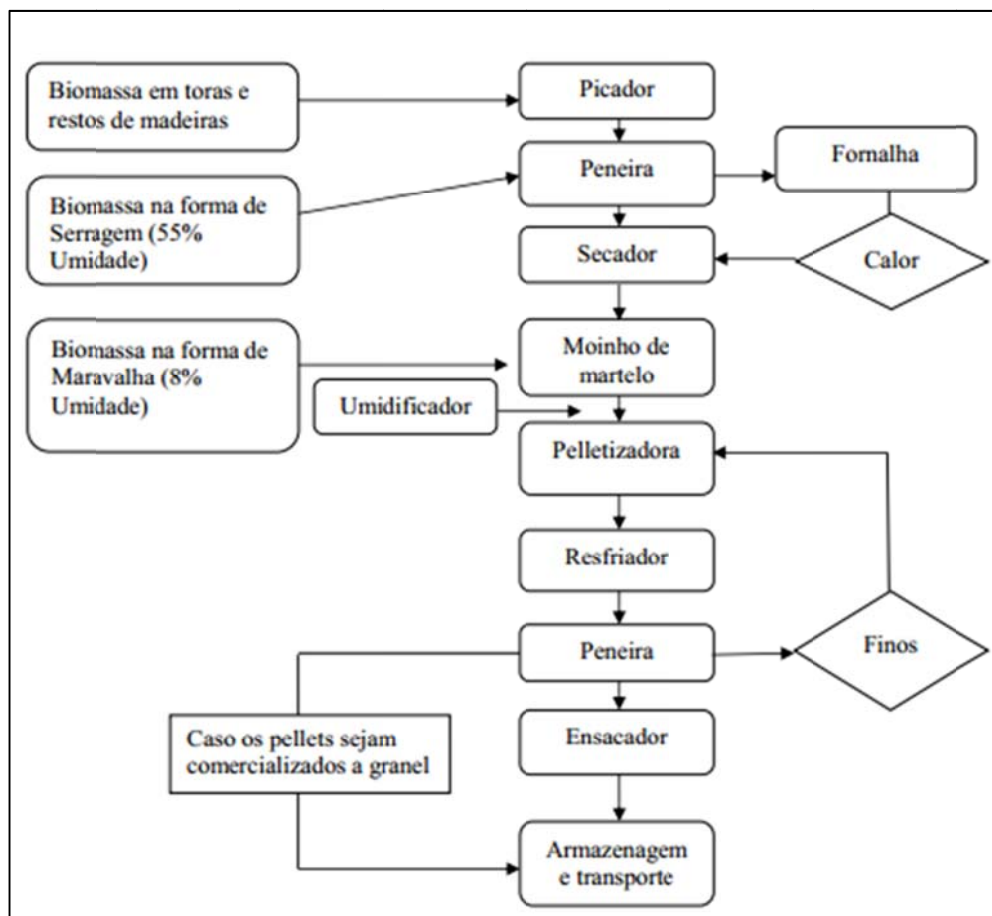 Biomassa em toras e
restos de madeiras
Picador
Peneira
Fornalha
Biomassa na forma de
Serragem (55%
Umidade)
Secador
Calor
Biomassa na forma de
Maravalha (8%
Umidade)
Moinho de
martelo
Umidificador
Pelletizadora
Resfriador
Peneira
Finos
Caso os pellets sejam
comercializados a granel
Ensacador
Armazenagem
e transporte